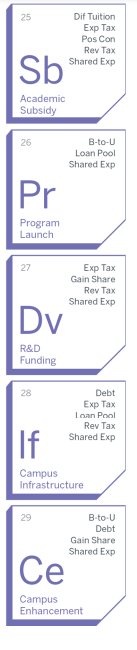 25
Dif Tuition
Exp Tax
Pos Con
Rev Tax
Shared Exp
Sb
Academic
Subsidy
26
B-to-U
Loan Pool
Shared Exp
Pr
Program
Launch
27
Exp Tax
Gain Share
Rev Tax
Shared Exp
Dv
R&D
Funding
28
Debt
Exp Tax
Loan Pool
Rev Tax
Shared Exp
If
Campus
Infrastructure
29
B-to-U
Debt
Gain Share
Shared Exp
Ce
Campus
Enhancement